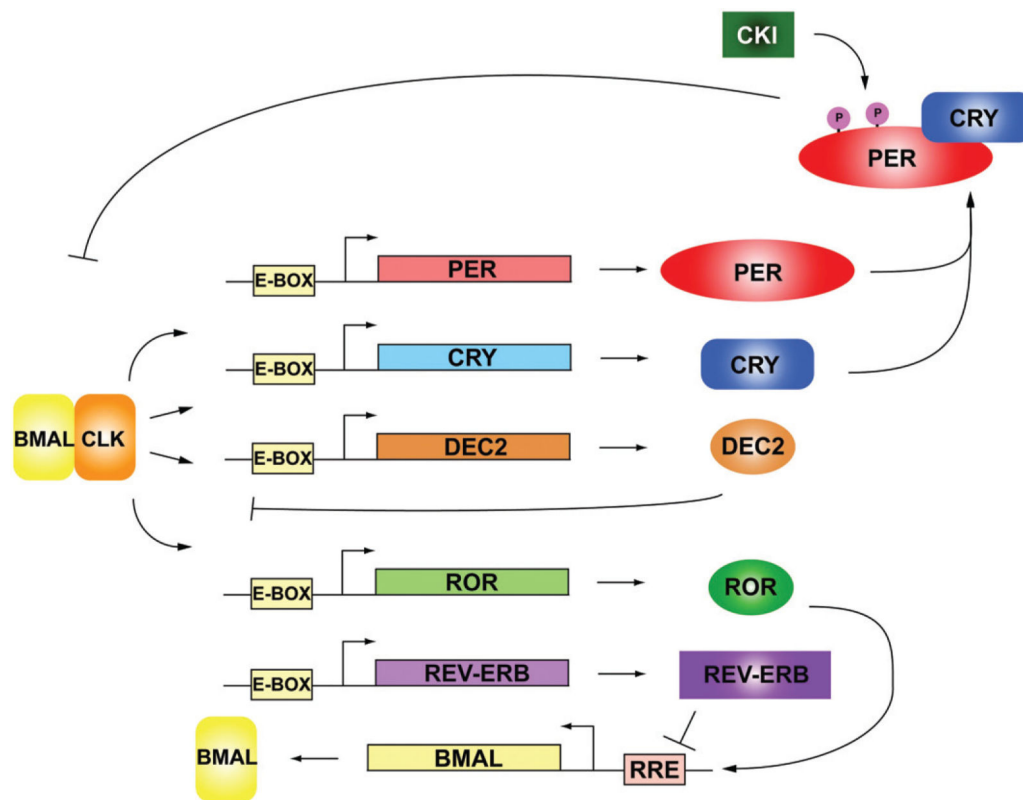 CKI
P P
CRY
PER
E-BOX PER PER
E-BOX CRY CRY
BMAL CLK
E-BOX DEC2 DEC2
E-BOX ROR ROR
E-BOX REV-ERB REV-ERB
BMAL BMAL RRE